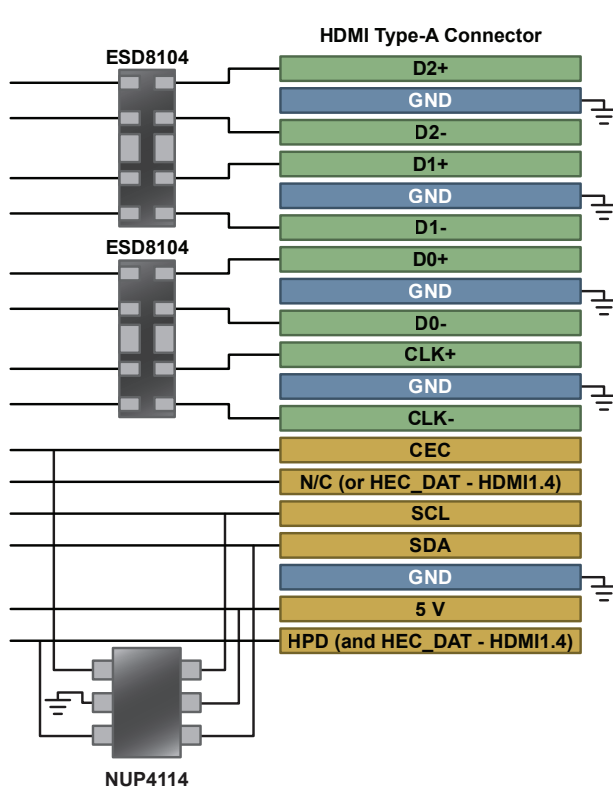 HDMI Type-A Connector
ESD8104
D2+
GND
D2-
D1+
GND
D1-
ESD8104
D0+
GND
D0-
CLK+
GND
CLK-
CEC
N/C (or HEC_DAT - HDMI1.4)
SCL
SDA
GND
5 V
HPD (and HEC_DAT - HDMI1.4)
NUP4114